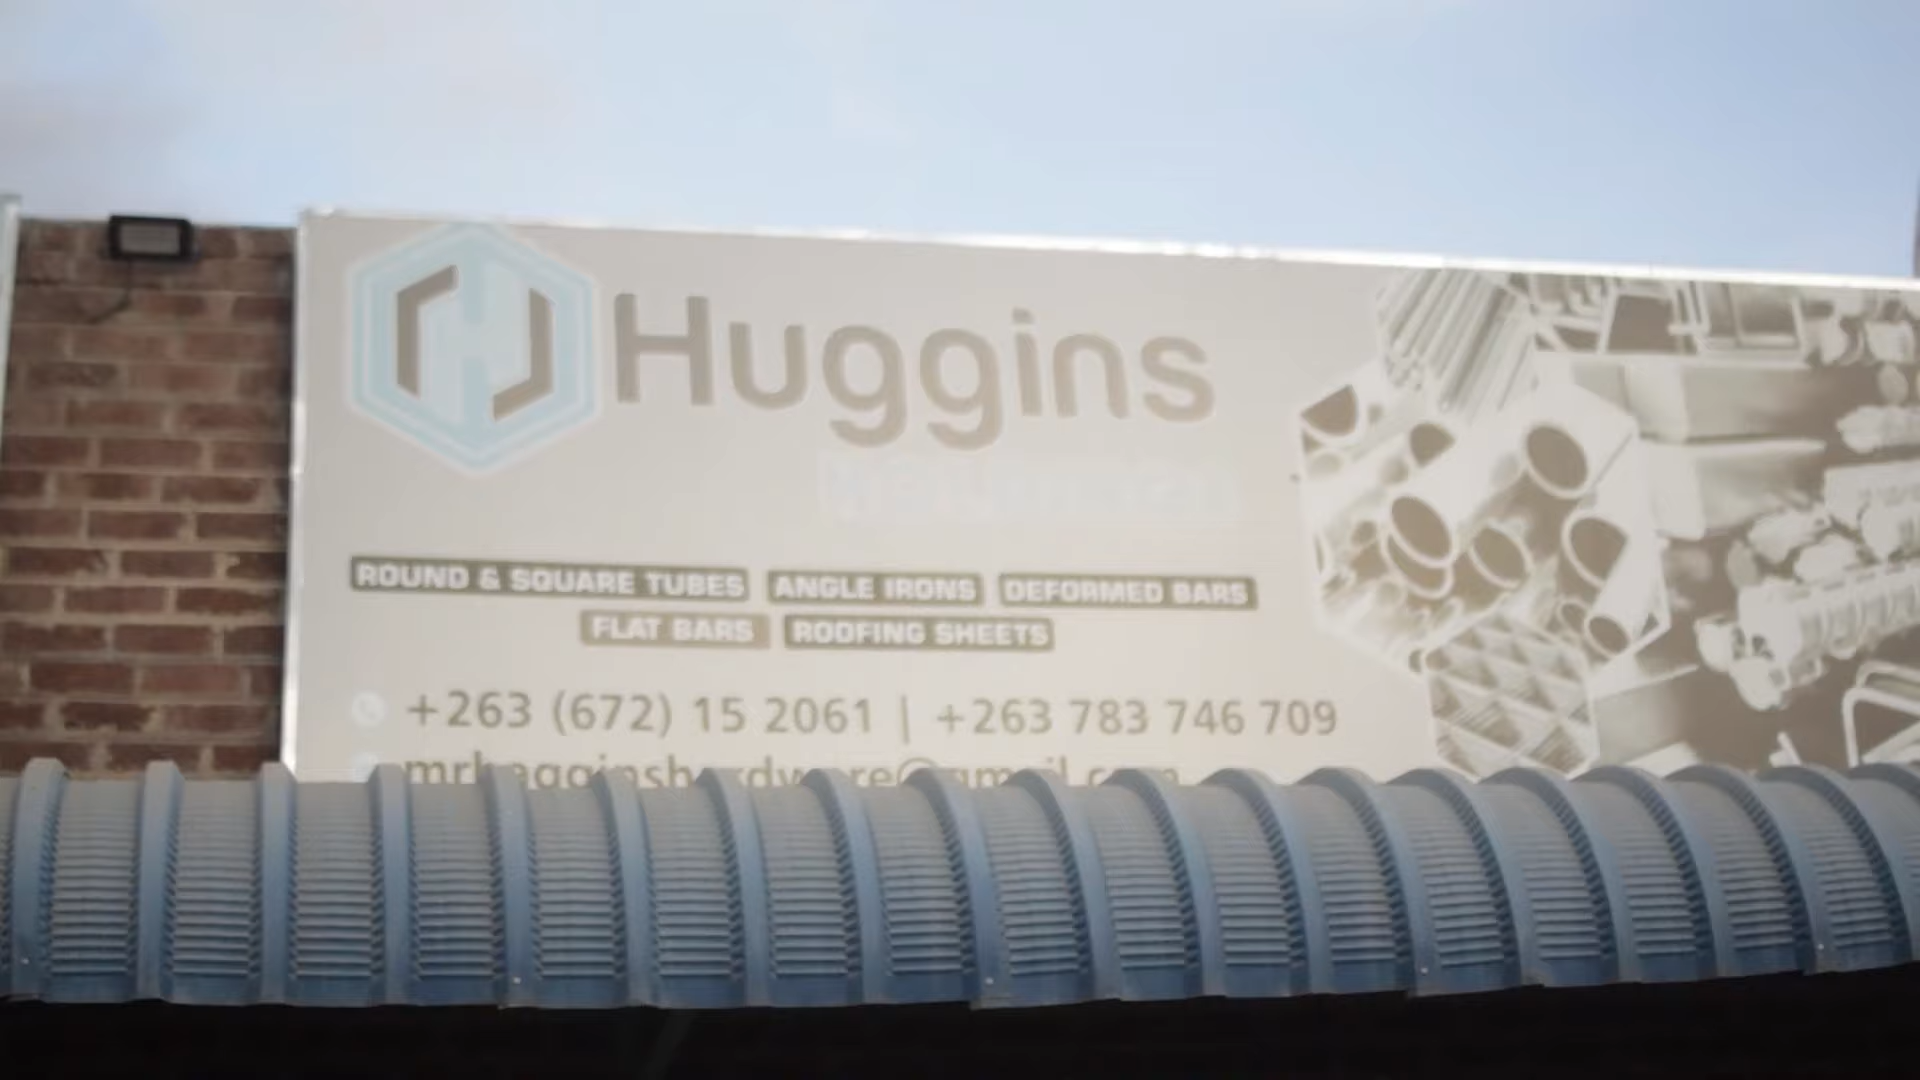 Huggins
ROUND & SQUARE TUBES ANGLE IRONS DEFORMED BARS
FLAT BARS ROOFING SHEETS
+263 (672) 15 2061 | +263 783 746 709